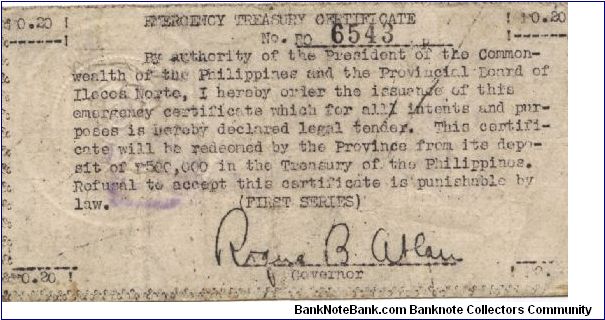 ₱0.20 ! EMERGENCY TREASURY CERTIFICATE ! ₱0.20
No. EO 6543
By authority of the President of the Common-
wealth of the Philippines and the Provincial Board of
Ilocos Norte, I hereby order the issuance of this
emergency certificate which for all intents and pur-
poses is hereby declared legal tender. This certifi-
cate will be redeemed by the Province from its depo-
sit of ₱500,000 in the Treasury of the Philippines.
Refusal to accept this certificate is punishable by
law. (FIRST SERIES)
Roque B. Ablan
₱0.20 ! Governor
BankNoteBank.com Banknote Collectors Community